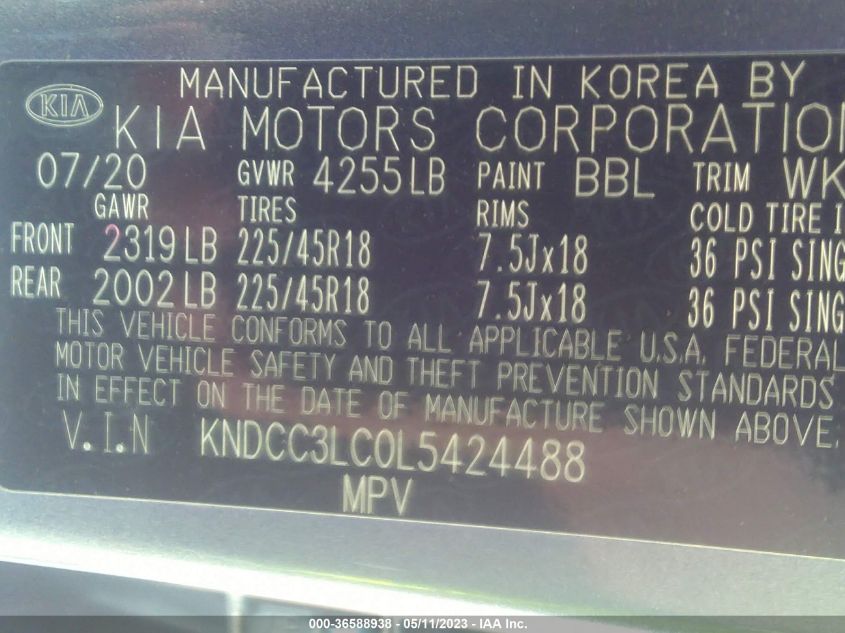 MANUFACTURED IN KOREA BY
KIA
KIA MOTORS CORPORATION
07/20 GVWR 4255LB PAINT BBL TRIM WK
GAWR TIRES RIMS COLD TIRE I
FRONT 2319LB 225/45R18 7.5Jx18 36 PSI SING
REAR 2002LB 225/45R18 7.5Jx18 36 PSI SING
THIS VEHICLE CONFORMS TO ALL APPLICABLE U.S.A. FEDERAL
MOTOR VEHICLE SAFETY AND THEFT PREVENTION STANDARDS
IN EFFECT ON THE DATE OF MANUFACTURE SHOWN ABOVE.
V.I.N KNDCC3LC0L5424488
MPV
000-36588938 - 05/11/2023 - IAA Inc.